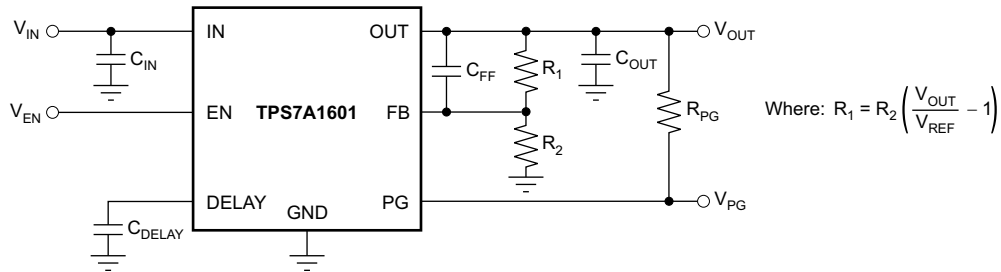 V_IN
IN
OUT
V_OUT
C_IN
C_FF
R_1
C_OUT
V_EN
EN
TPS7A1601
FB
R_PG
Where: R_1 = R_2 (V_OUT / V_REF − 1)
R_2
DELAY
GND
PG
V_PG
C_DELAY